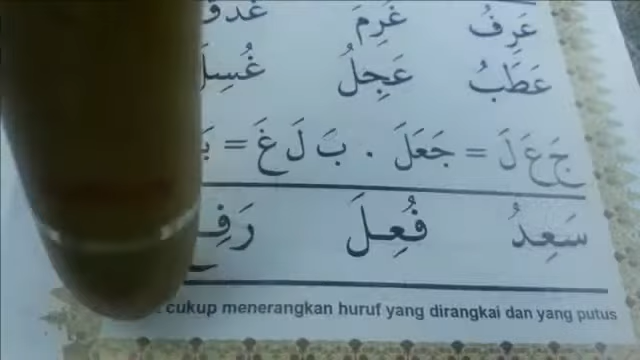 عَرِفُ غَرِمَ
عَطَبُ عَجِلُ غُسِلَ
جَ عَ لَ = جَعَلَ . بَ لَ غَ =
سَعِدُ فُعِلَ
cukup menerangkan huruf yang dirangkai dan yang putus